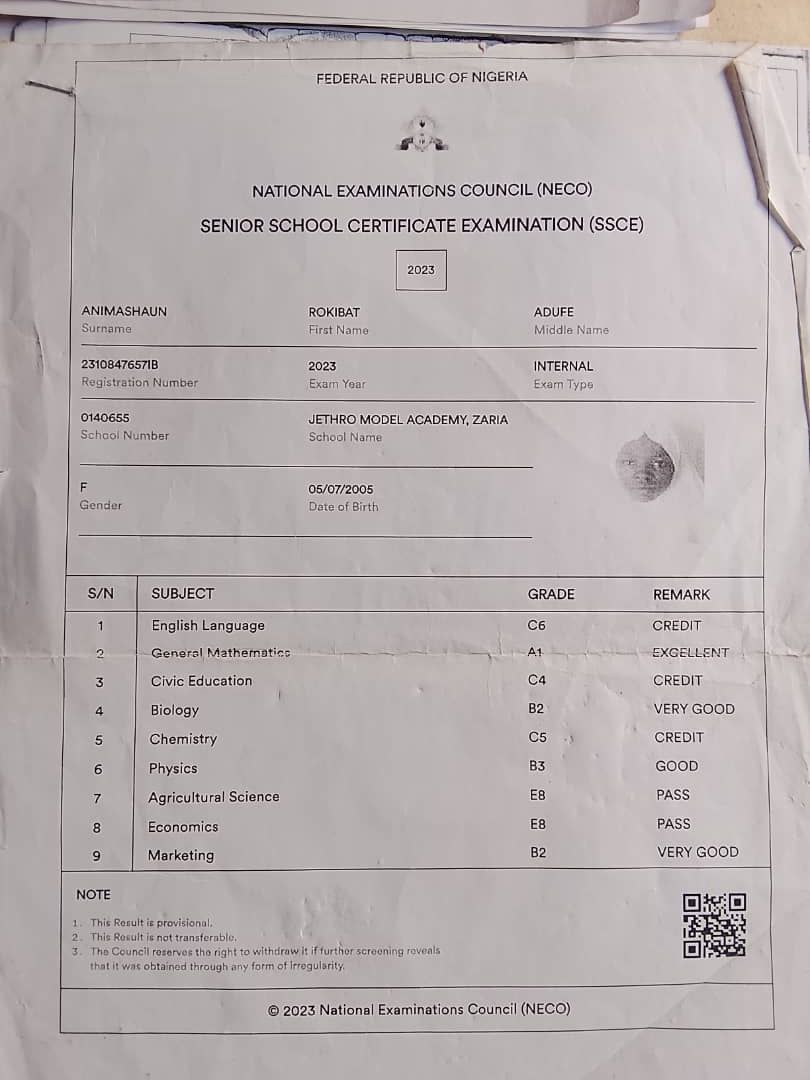 FEDERAL REPUBLIC OF NIGERIA
NATIONAL EXAMINATIONS COUNCIL (NECO)
SENIOR SCHOOL CERTIFICATE EXAMINATION (SSCE)
2023
ANIMASHAUN ROKIBAT ADUFE
Surname First Name Middle Name
2310847657IB 2023 INTERNAL
Registration Number Exam Year Exam Type
0140655 JETHRO MODEL ACADEMY, ZARIA
School Number School Name
F 05/07/2005
Gender Date of Birth
S/N SUBJECT GRADE REMARK
1 English Language C6 CREDIT
2 General Mathematics A1 EXCELLENT
3 Civic Education C4 CREDIT
4 Biology B2 VERY GOOD
5 Chemistry C5 CREDIT
6 Physics B3 GOOD
7 Agricultural Science E8 PASS
8 Economics E8 PASS
9 Marketing B2 VERY GOOD
NOTE
1. This Result is provisional.
2. This Result is not transferable.
3. The Council reserves the right to withdraw it if further screening reveals
that it was obtained through any form of irregularity.
© 2023 National Examinations Council (NECO)